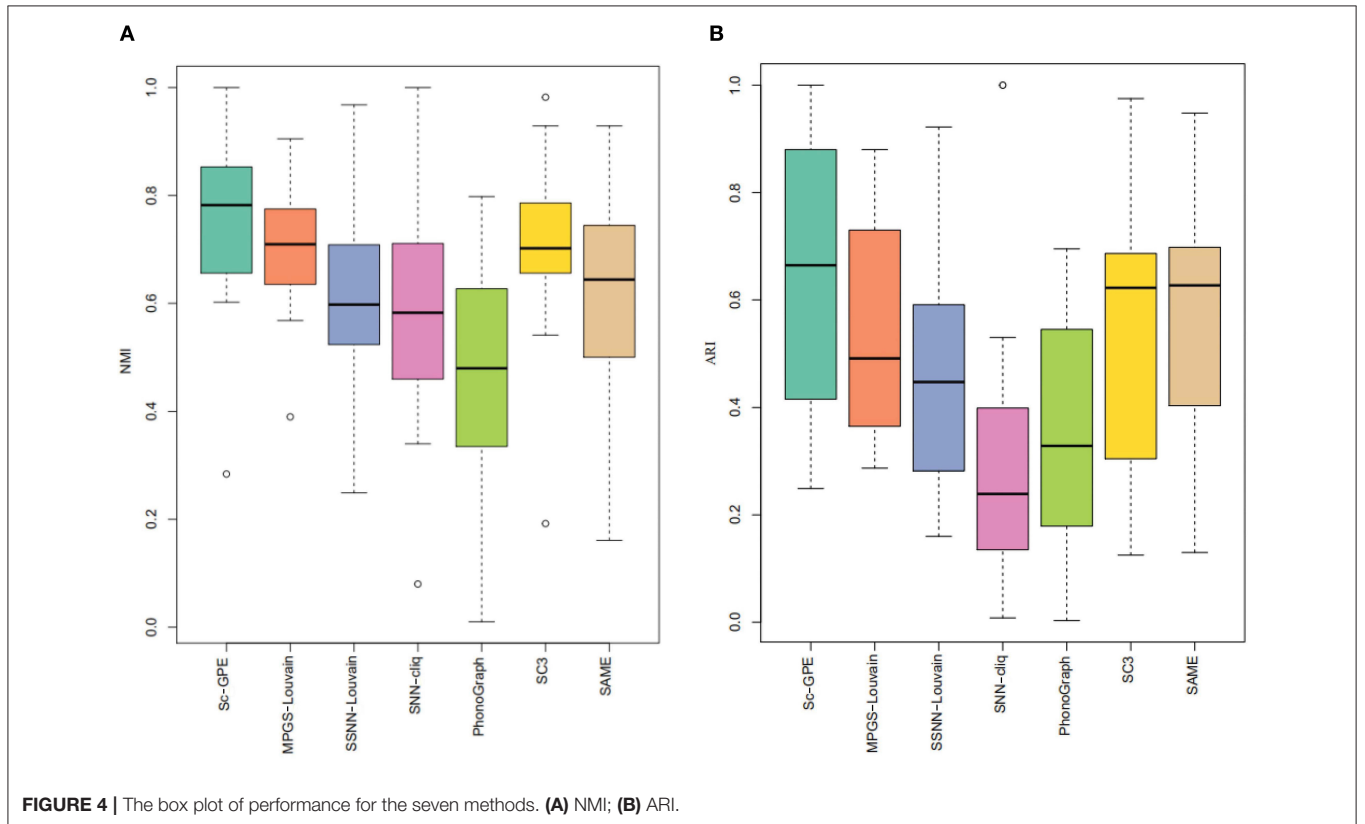 A
NMI
1.0
0.8
0.6
0.4
0.2
0.0
Sc-GPE
MPGS-Louvain
SSNN-Louvain
SNN-cliq
PhonoGraph
SC3
SAME
B
ARI
1.0
0.8
0.6
0.4
0.2
0.0
Sc-GPE
MPGS-Louvain
SSNN-Louvain
SNN-cliq
PhonoGraph
SC3
SAME
FIGURE 4 | The box plot of performance for the seven methods. (A) NMI; (B) ARI.